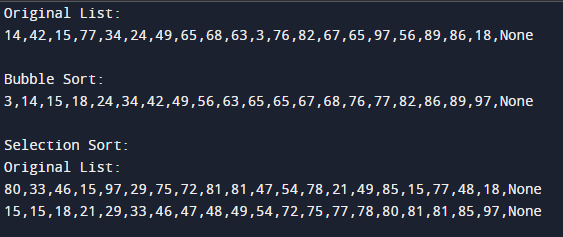 Original List:
14,42,15,77,34,24,49,65,68,63,3,76,82,67,65,97,56,89,86,18,None
Bubble Sort:
3,14,15,18,24,34,42,49,56,63,65,65,67,68,76,77,82,86,89,97,None
Selection Sort:
Original List:
80,33,46,15,97,29,75,72,81,81,47,54,78,21,49,85,15,77,48,18,None
15,15,18,21,29,33,46,47,48,49,54,72,75,77,78,80,81,81,85,97,None